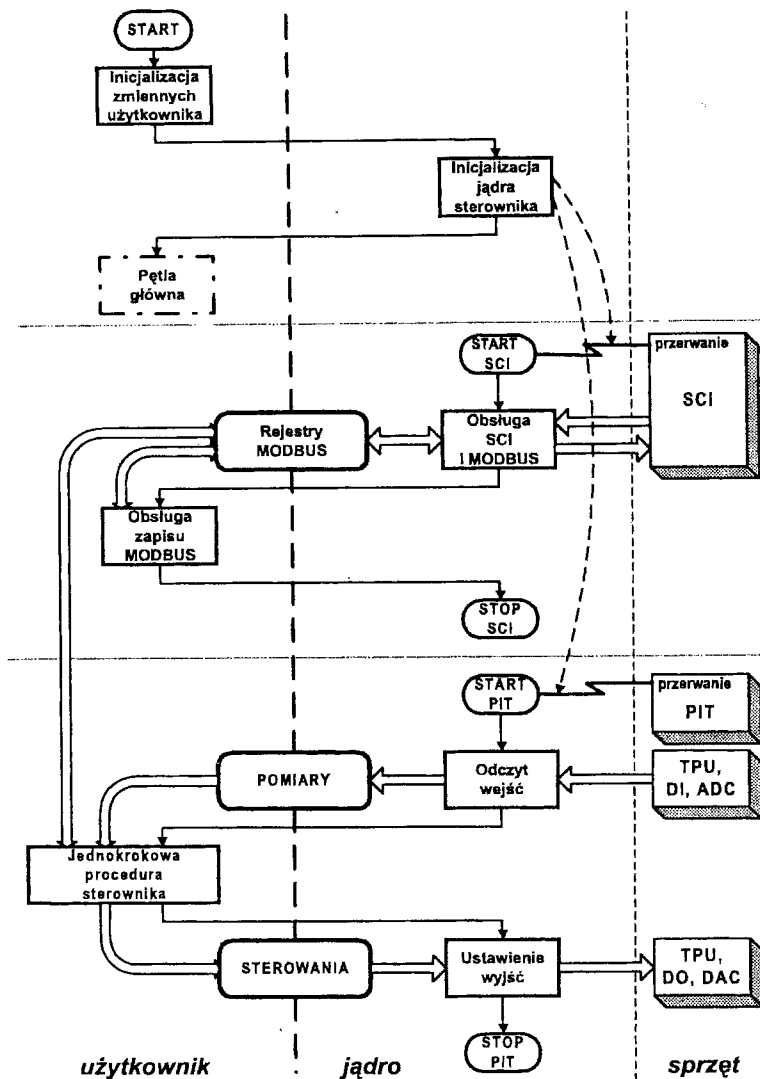 START
Inicjalizacja
zmiennych
użytkownika
Inicjalizacja
jądra
sterownika
Pętla
główna
START
SCI
przerwanie
SCI
Rejestry
MODBUS
Obsługa
SCI
I MODBUS
Obsługa
zapisu
MODBUS
STOP
SCI
START
PIT
przerwanie
PIT
POMIARY
Odczyt
wejść
TPU,
DI, ADC
Jednokrokowa
procedura
sterownika
STEROWANIA
Ustawienie
wyjść
TPU,
DO, DAC
STOP
PIT
użytkownik
jądro
sprzęt